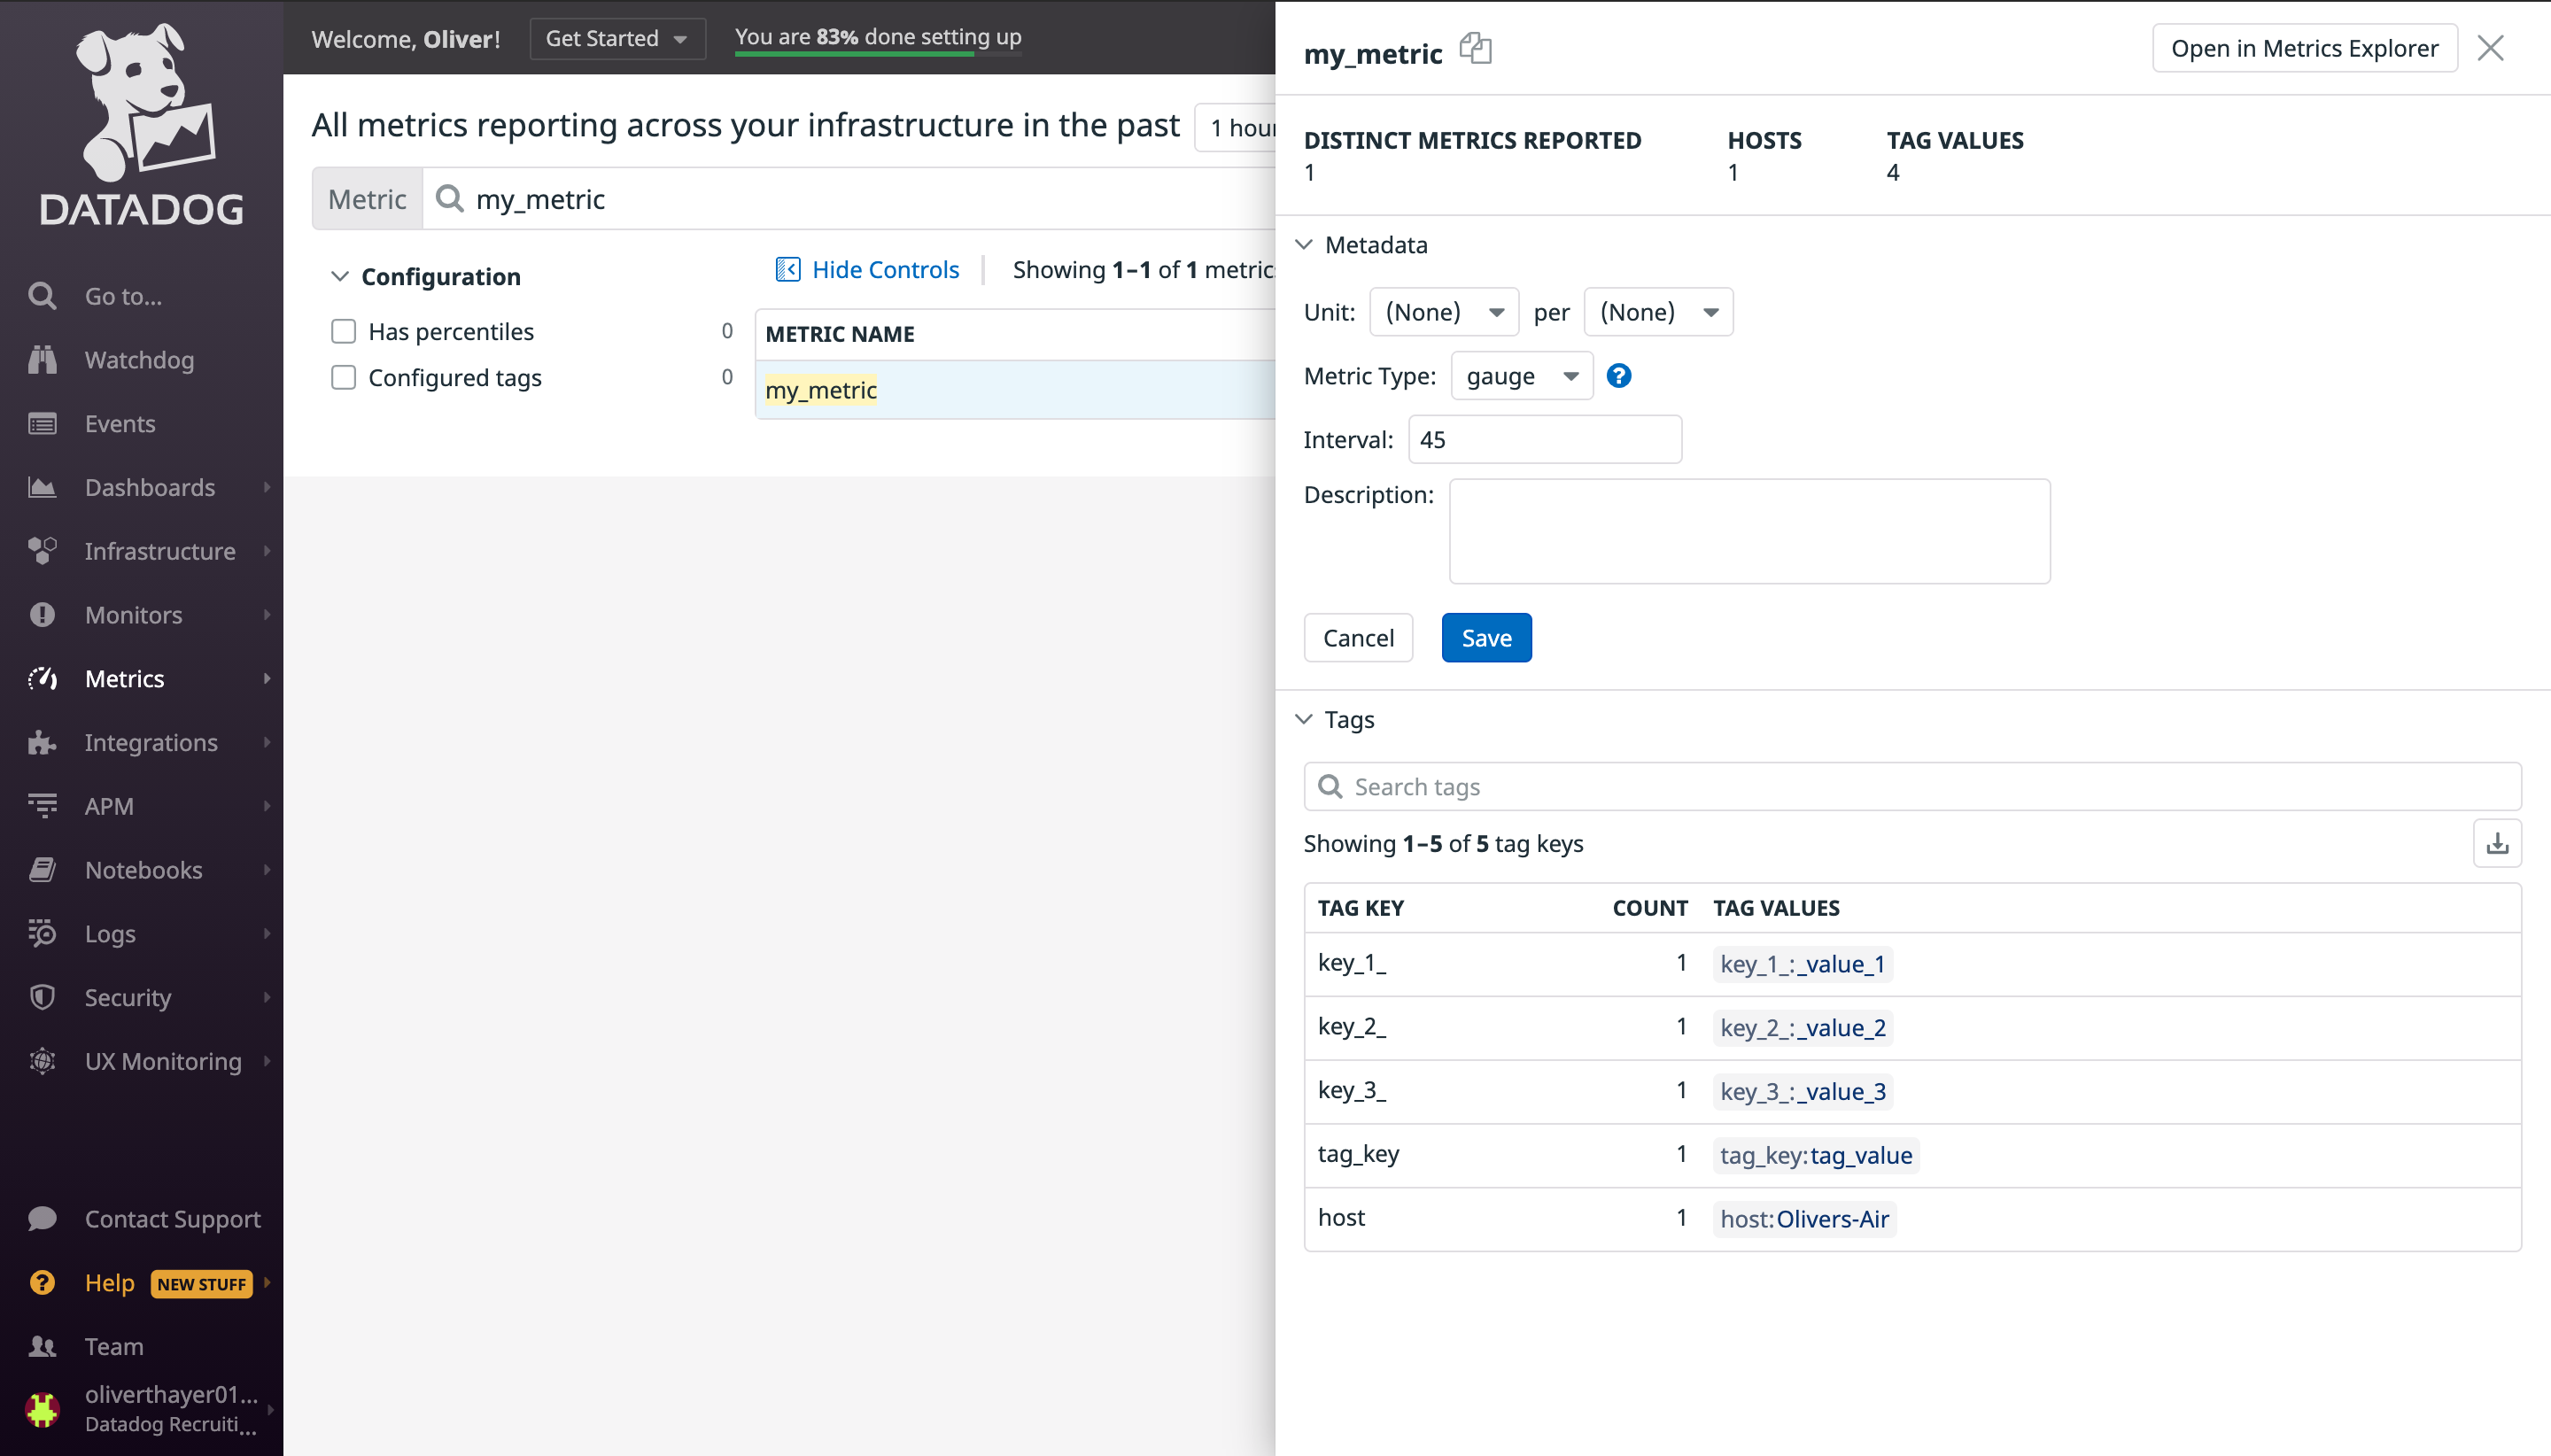 DATADOG
Go to...
Watchdog
Events
Dashboards
Infrastructure
Monitors
Metrics
Integrations
APM
Notebooks
Logs
Security
UX Monitoring
Contact Support
Help NEW STUFF
Team
oliverthayer01...
Datadog Recruiti...
Welcome, Oliver! Get Started You are 83% done setting up
All metrics reporting across your infrastructure in the past 1 hour
Metric my_metric
Configuration
Has percentiles 0
Configured tags 0
Hide Controls Showing 1–1 of 1 metrics
METRIC NAME
my_metric
my_metric Open in Metrics Explorer
DISTINCT METRICS REPORTED HOSTS TAG VALUES
1 1 4
Metadata
Unit: (None) per (None)
Metric Type: gauge ?
Interval: 45
Description:
Cancel Save
Tags
Search tags
Showing 1–5 of 5 tag keys
TAG KEY COUNT TAG VALUES
key_1_ 1 key_1_:_value_1
key_2_ 1 key_2_:_value_2
key_3_ 1 key_3_:_value_3
tag_key 1 tag_key:tag_value
host 1 host:Olivers-Air